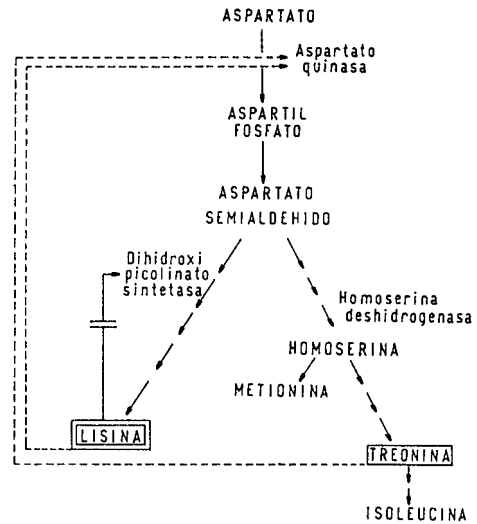 ASPARTATO
Aspartato
quinasa
ASPARTIL
FOSFATO
ASPARTATO
SEMIALDEHIDO
Dihidroxi
picolinato
sintetasa
Homoserina
deshidrogenasa
HOMOSERINA
METIONINA
LISINA
TREONINA
ISOLEUCINA